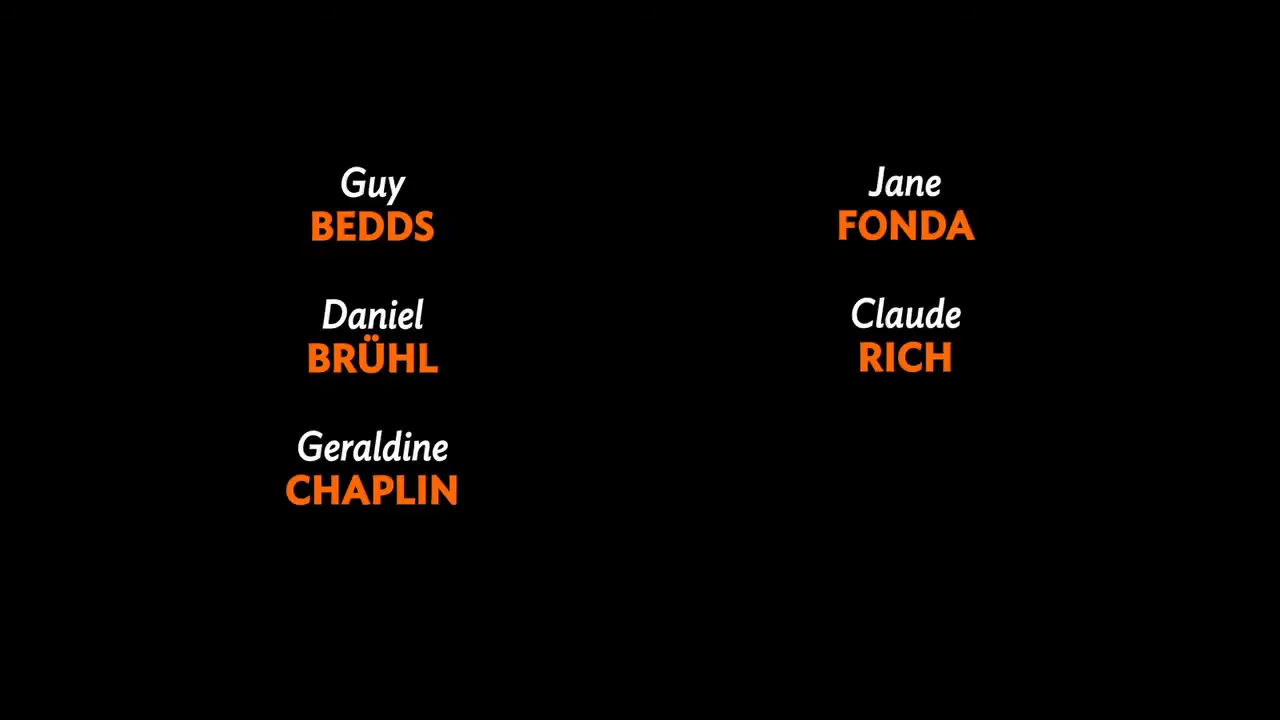 Guy
BEDDS
Daniel
BRÜHL
Geraldine
CHAPLIN
Jane
FONDA
Claude
RICH